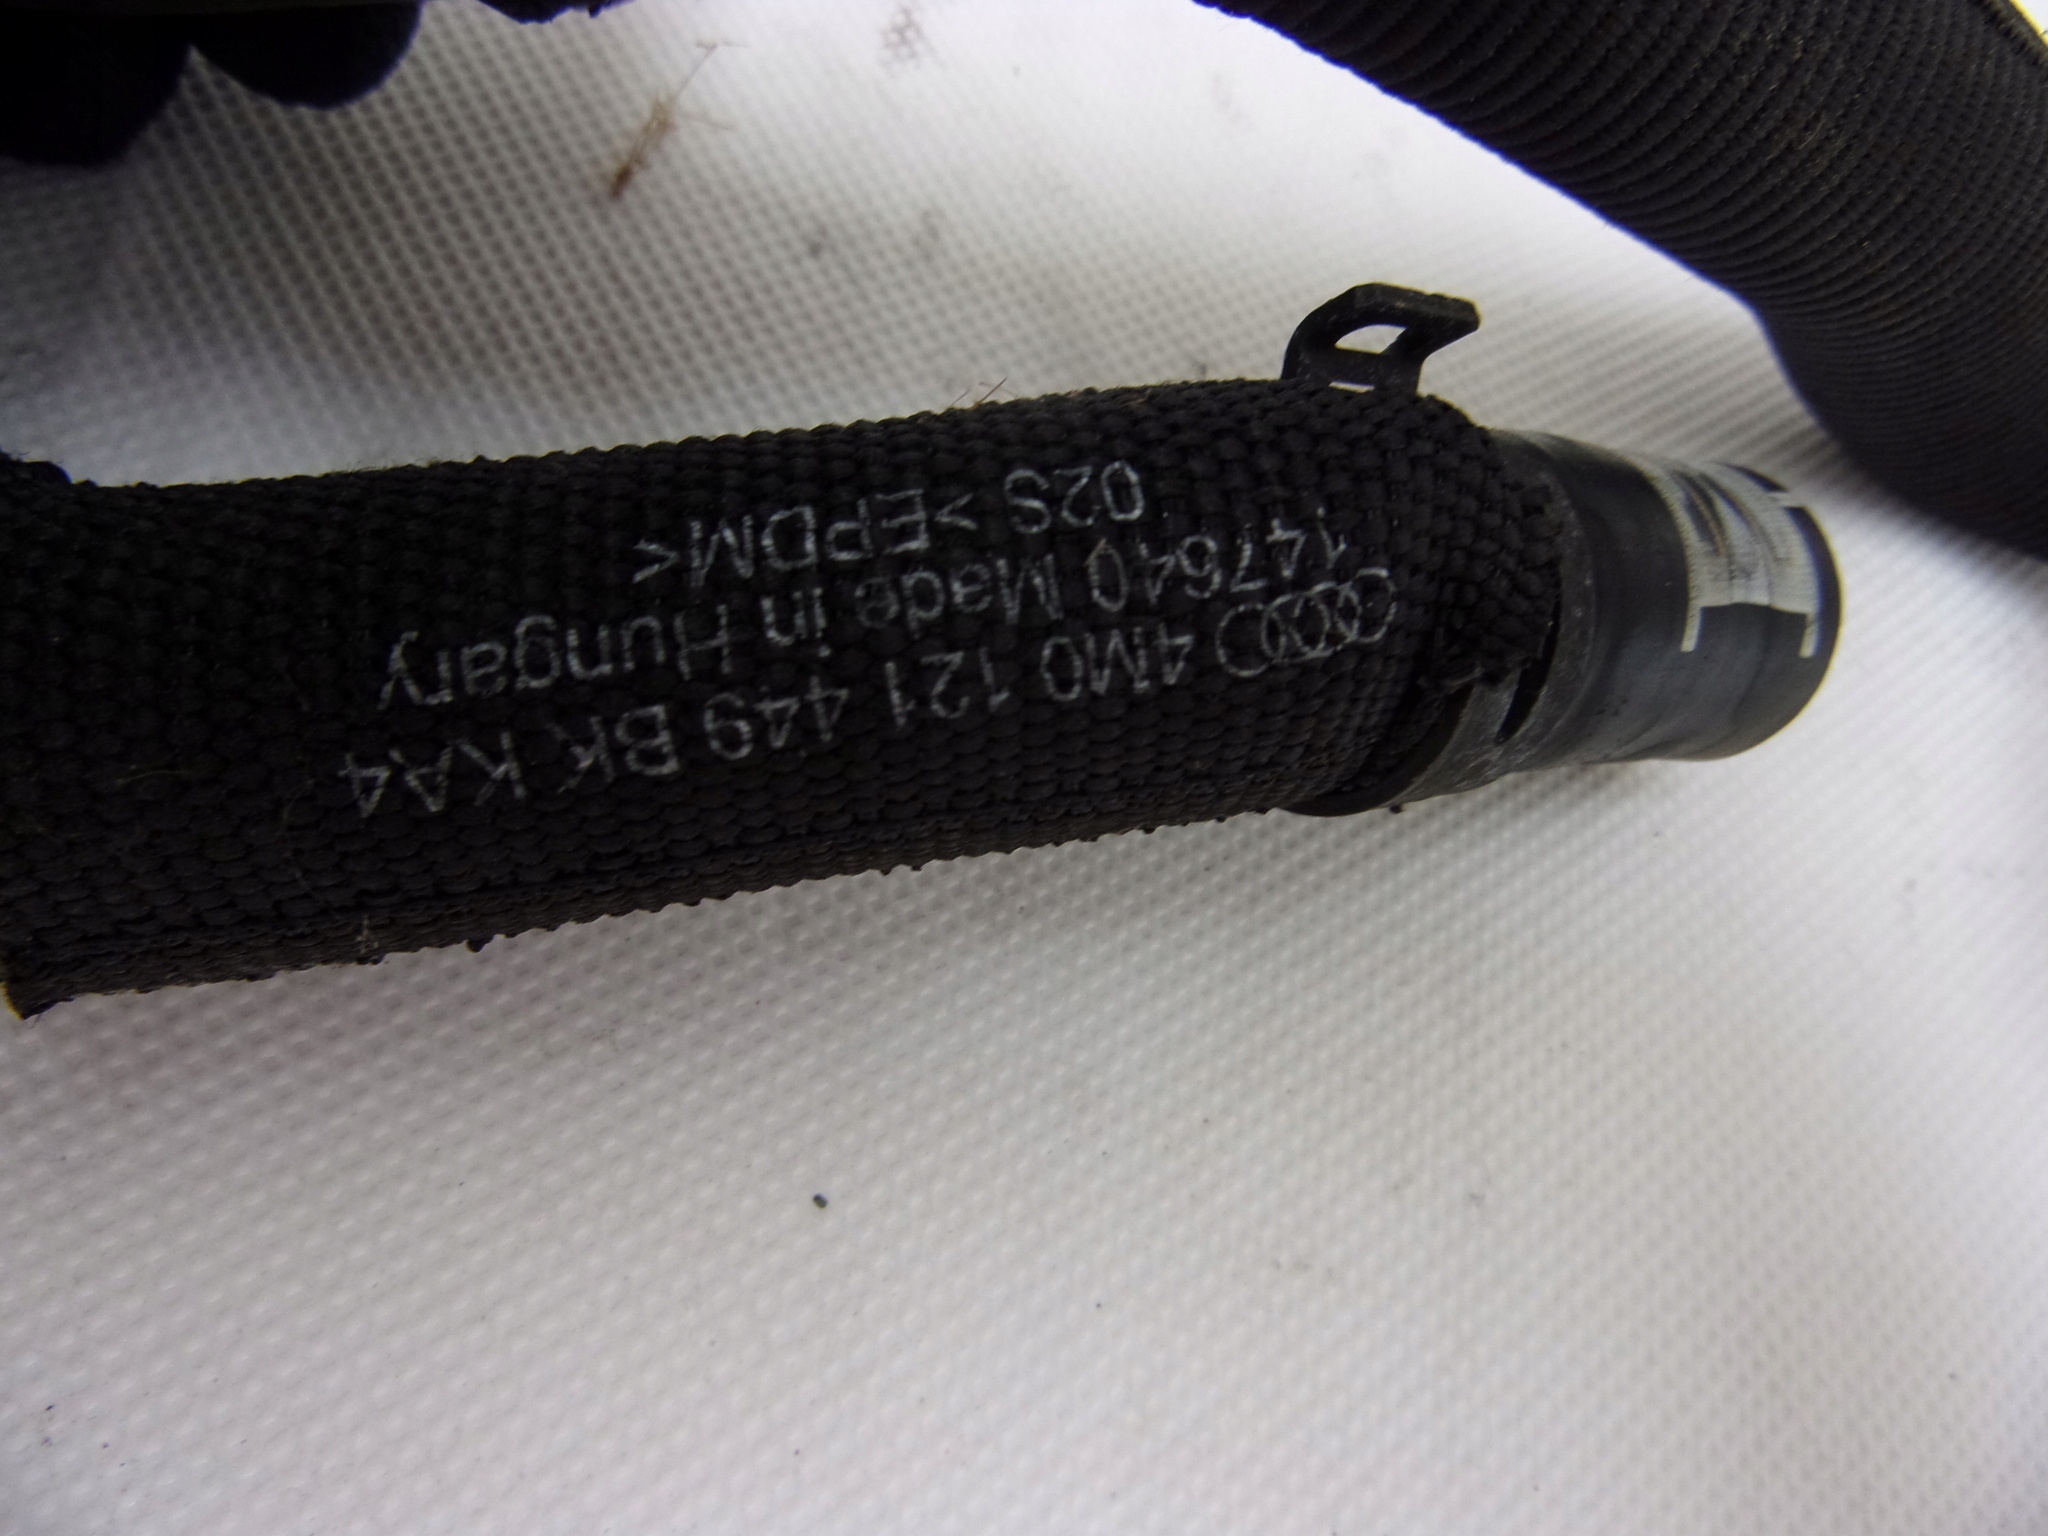 4M0 121 449 BK KA4
147640 Made in Hungary
02S >EPDM<